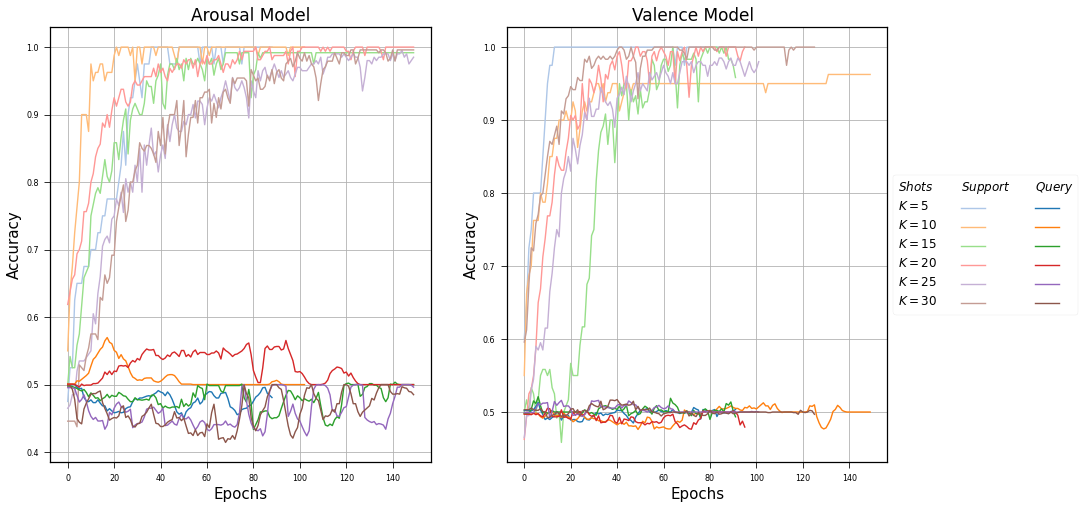 Arousal Model
Accuracy
1.0
0.9
0.8
0.7
0.6
0.5
0.4
0 20 40 60 80 100 120 140
Epochs
Valence Model
Accuracy
1.0
0.9
0.8
0.7
0.6
0.5
0 20 40 60 80 100 120 140
Epochs
Shots Support Query
K = 5
K = 10
K = 15
K = 20
K = 25
K = 30